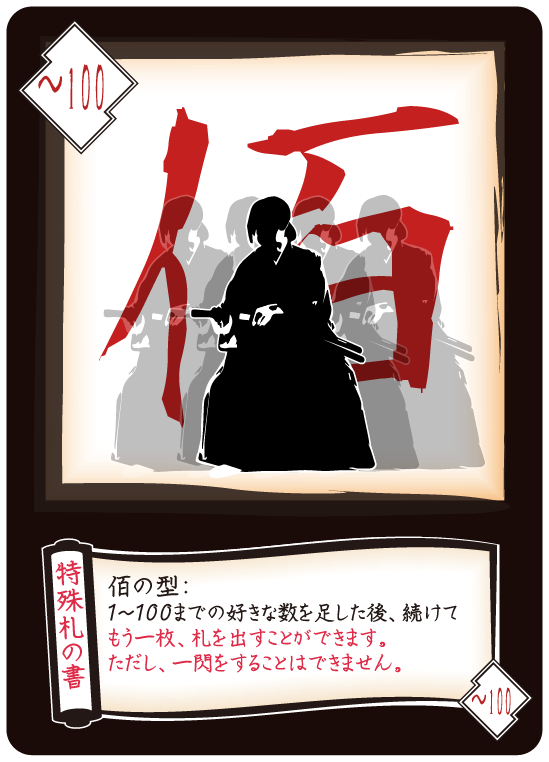 ~100
佰
特殊札の書
佰の型:
1~100までの好きな数を足した後、続けて
もう一枚、札を出すことができます。
ただし、一閃をすることはできません。
~100